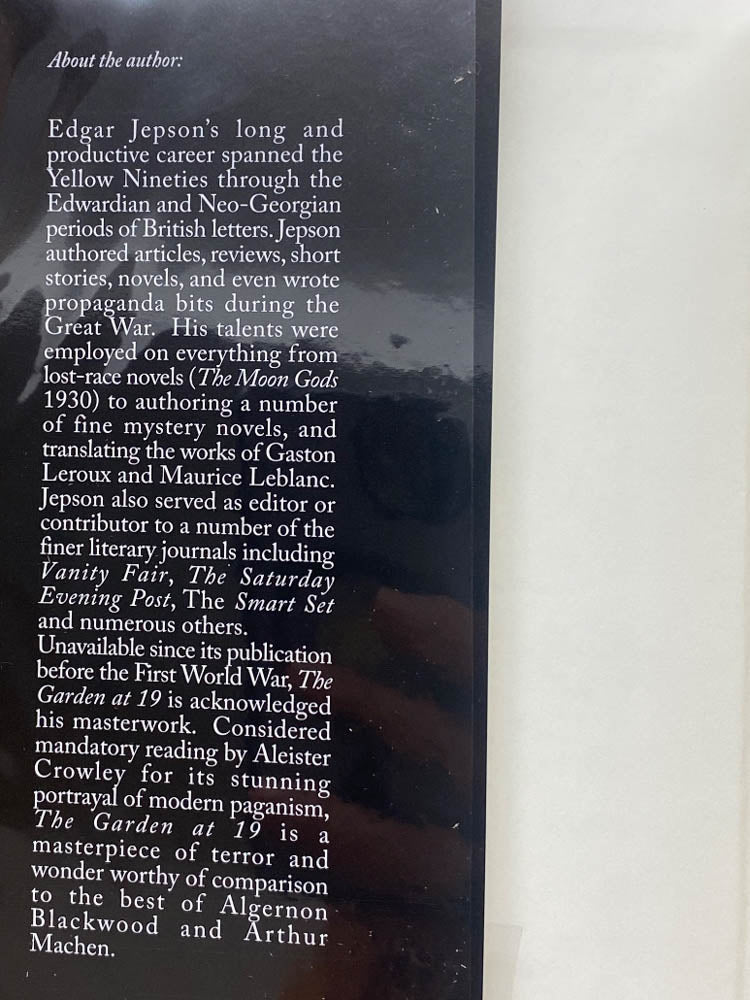 About the author:
Edgar Jepson's long and
productive career spanned the
Yellow Nineties through the
Edwardian and Neo-Georgian
periods of British letters. Jepson
authored articles, reviews, short
stories, novels, and even wrote
propaganda bits during the
Great War. His talents were
employed on everything from
lost-race novels (The Moon Gods
1930) to authoring a number
of fine mystery novels, and
translating the works of Gaston
Leroux and Maurice Leblanc.
Jepson also served as editor or
contributor to a number of the
finer literary journals including
Vanity Fair, The Saturday
Evening Post, The Smart Set
and numerous others.
Unavailable since its publication
before the First World War, The
Garden at 19 is acknowledged
his masterwork. Considered
mandatory reading by Aleister
Crowley for its stunning
portrayal of modern paganism,
The Garden at 19 is a
masterpiece of terror and
wonder worthy of comparison
to the best of Algernon
Blackwood and Arthur
Machen.